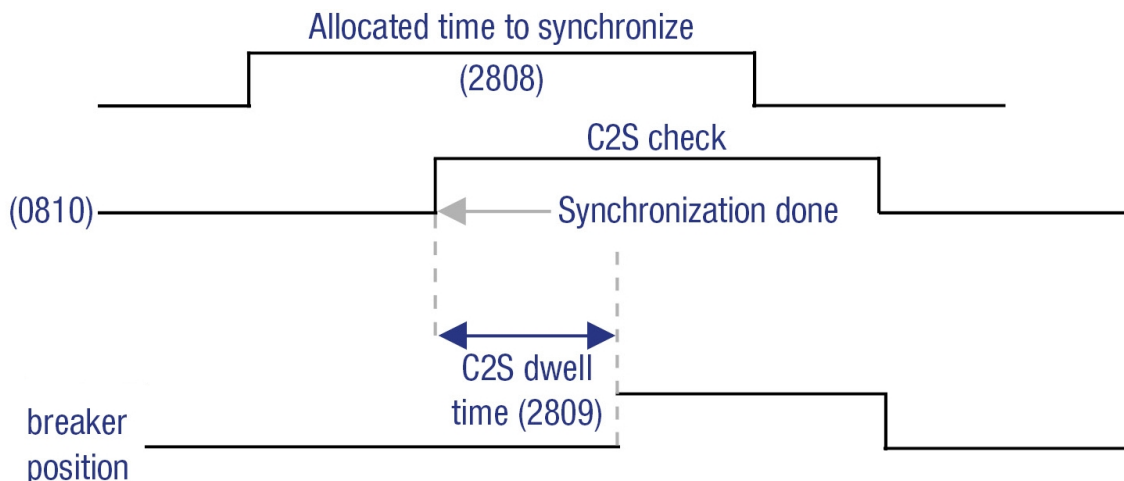 Allocated time to synchronize
(2808)
C2S check
(0810)
Synchronization done
C2S dwell
time (2809)
breaker
position